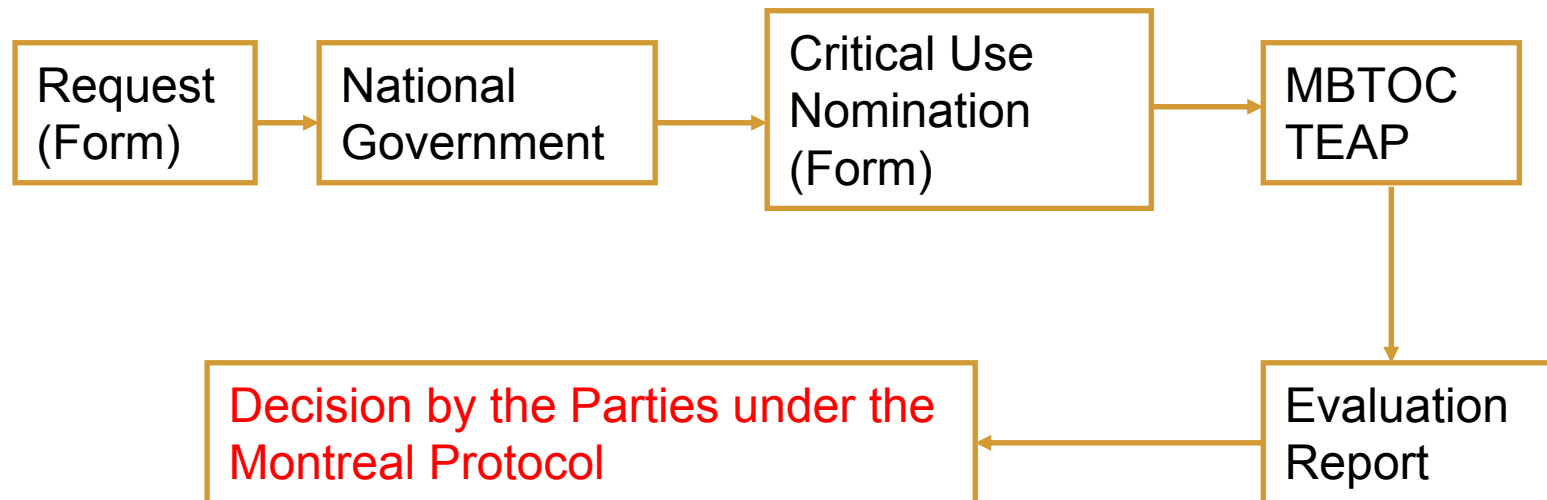 Request
(Form)
National
Government
Critical Use
Nomination
(Form)
MBTOC
TEAP
Evaluation
Report
Decision by the Parties under the
Montreal Protocol